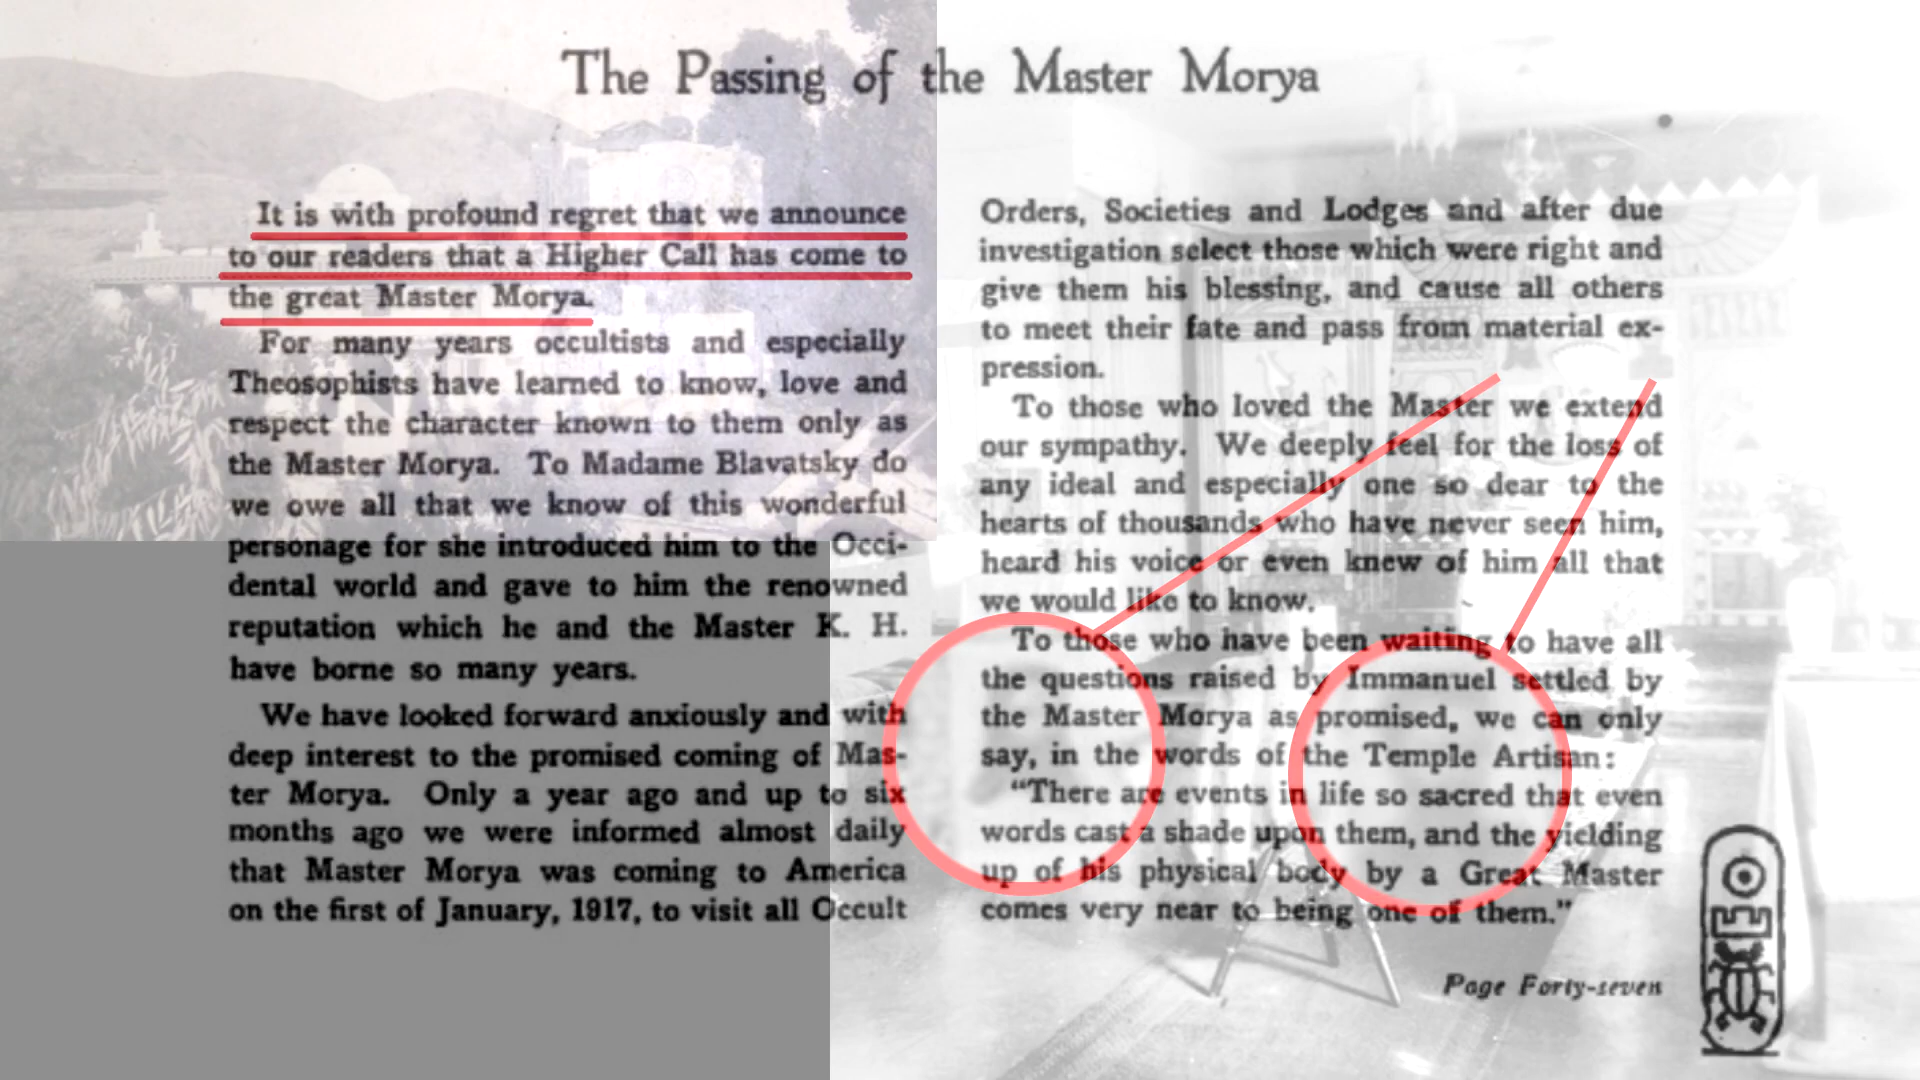 The Passing of the Master Morya
It is with profound regret that we announce
to our readers that a Higher Call has come to
the great Master Morya.
For many years occultists and especially
Theosophists have learned to know, love and
respect the character known to them only as
the Master Morya. To Madame Blavatsky do
we owe all that we know of this wonderful
personage for she introduced him to the Occi-
dental world and gave to him the renowned
reputation which he and the Master K. H.
have borne so many years.
We have looked forward anxiously and with
deep interest to the promised coming of Mas-
ter Morya. Only a year ago and up to six
months ago we were informed almost daily
that Master Morya was coming to America
on the first of January, 1917, to visit all Occult
Orders, Societies and Lodges and after due
investigation select those which were right and
give them his blessing, and cause all others
to meet their fate and pass from material ex-
pression.
To those who loved the Master we extend
our sympathy. We deeply feel for the loss of
any ideal and especially one so dear to the
hearts of thousands who have never seen him,
heard his voice or even knew of him all that
we would like to know.
To those who have been waiting to have all
the questions raised by Immanuel settled by
the Master Morya as promised, we can only
say, in the words of the Temple Artisan:
"There are events in life so sacred that even
words cast a shade upon them, and the yielding
up of his physical body by a Great Master
comes very near to being one of them."
Page Forty-seven